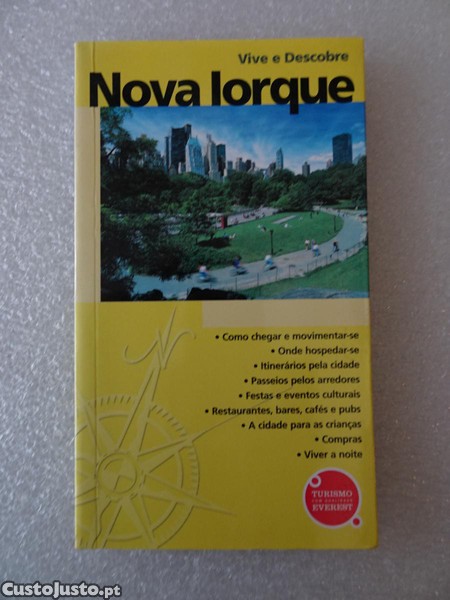 Vive e Descobre
Nova Iorque
• Como chegar e movimentar-se
• Onde hospedar-se
• Itinerários pela cidade
• Passeios pelos arredores
• Festas e eventos culturais
• Restaurantes, bares, cafés e pubs
• A cidade para as crianças
• Compras
• Viver a noite
N
TURISMO
EVEREST
CustoJusto.pt